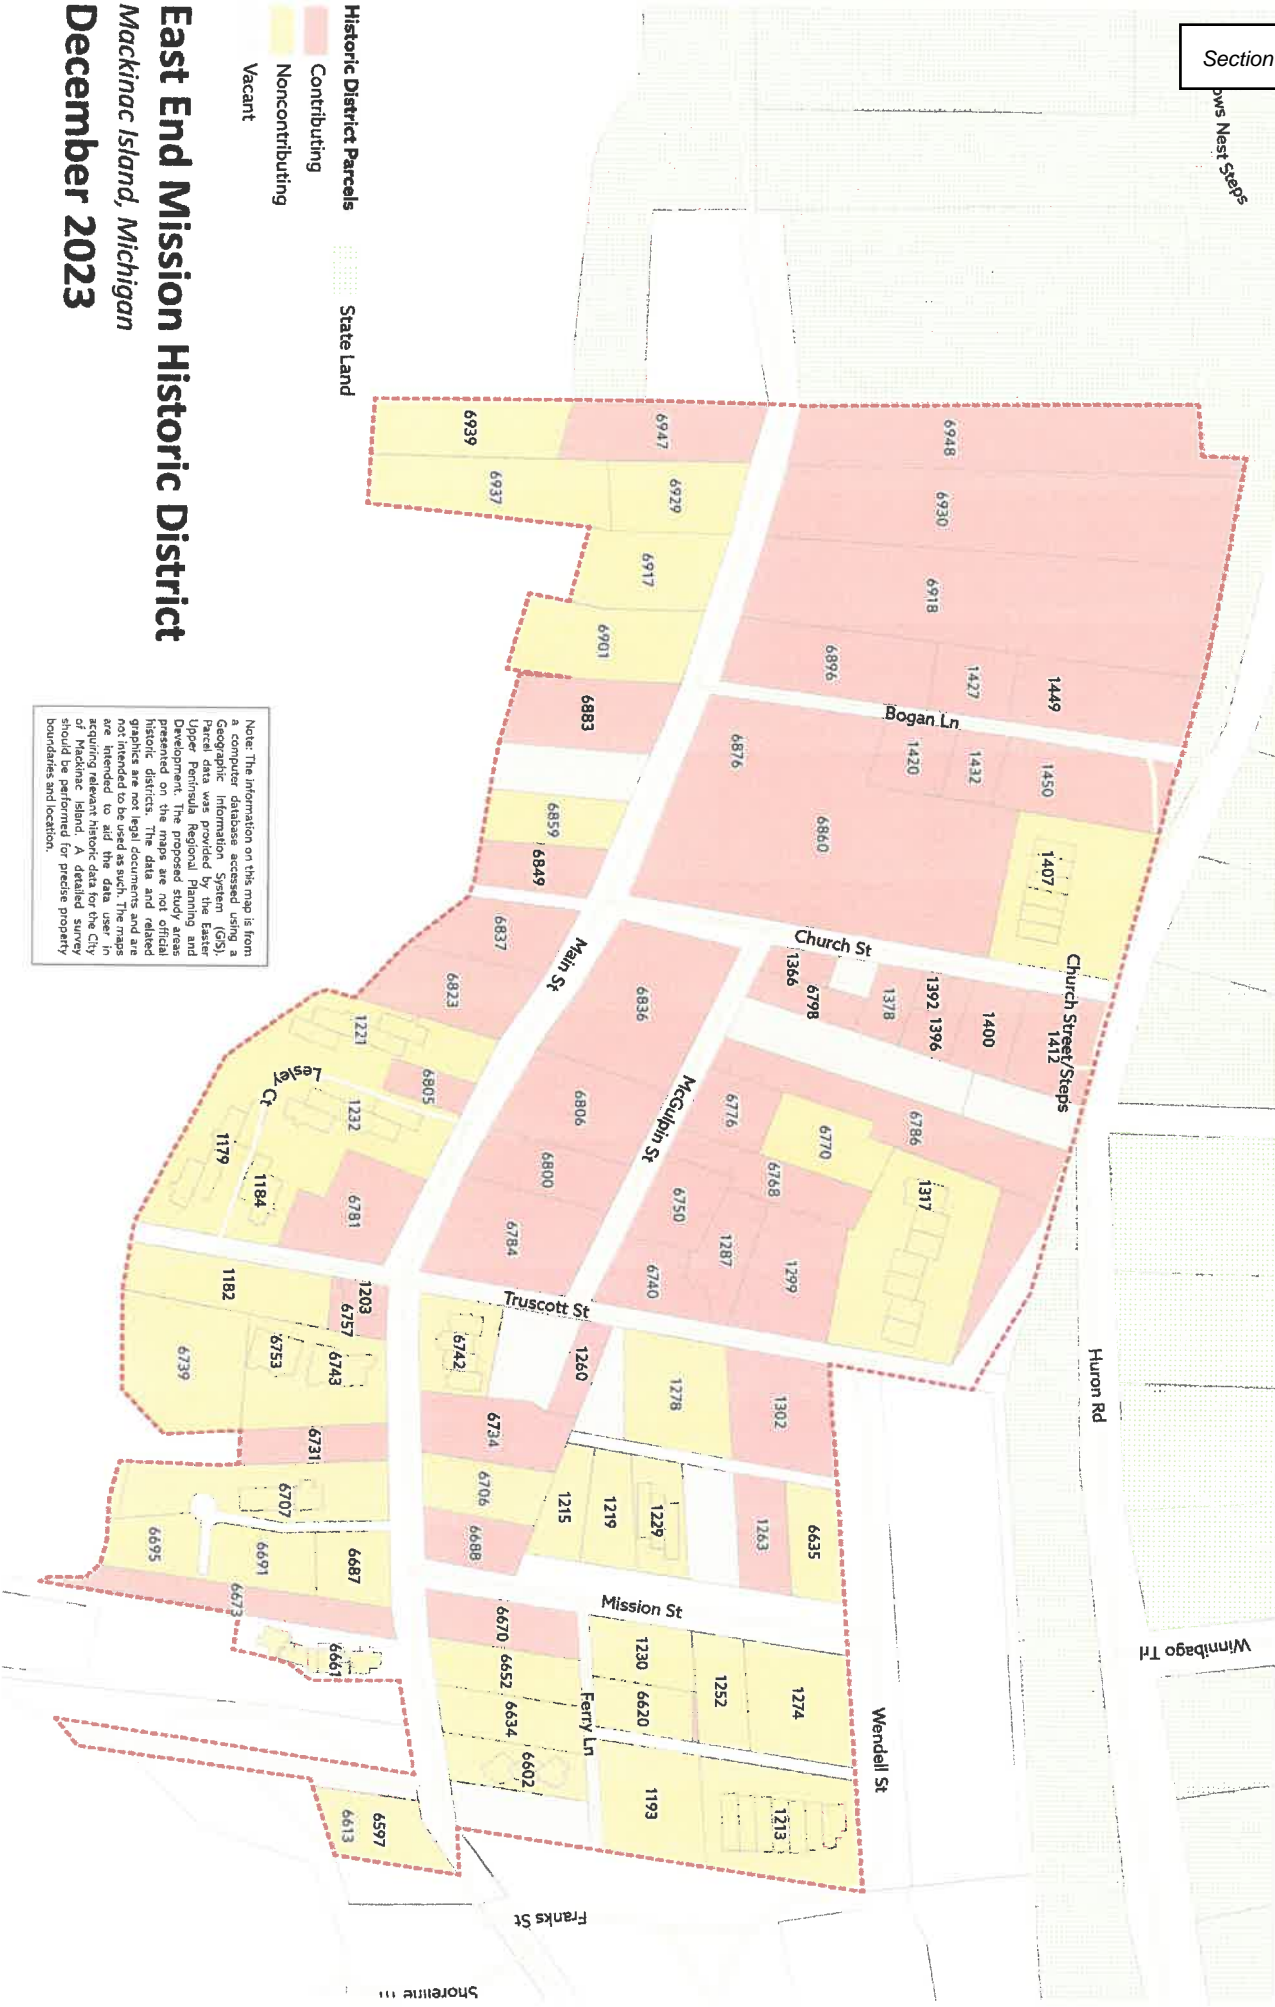 Section
ows Nest Steps
Historic District Parcels
Contributing
Noncontributing
Vacant
State Land
East End Mission Historic District
Mackinac Island, Michigan
December 2023
Note: The information on this map is from
a computer database accessed using a
Geographic Information System (GIS).
Parcel data was provided by the Easter
Upper Peninsula Regional Planning and
Development. The proposed study areas
presented on the maps are not official
historic districts. The data and related
graphics are not legal documents and are
not intended to be used as such. The maps
are intended to aid the data user in
acquiring relevant historic data for the City
of Mackinac Island. A detailed survey
should be performed for precise property
boundaries and location.
6948
6930
6918
6896
1427
1449
6939
6947
6937
6929
6917
6901
6883
6859
6849
Bogan Ln
6876
1420
1432
1450
6860
1407
Church St
Church Street/Steps
Main St
6837
6823
6836
1366
6798
1378
1392
1396
1400
1412
McGulpin St
6806
6800
6784
6776
6770
6786
6768
6750
1287
1299
6740
1317
1221
Lesley Ct
6805
1232
1179
1184
6781
Truscott St
1182
1203
6757
6753
6743
6739
6742
1260
1278
1302
6734
6731
6706
6688
1215
1219
1229
1263
6635
6707
6695
6691
6687
6673
6661
Mission St
6670
6652
6634
6602
Ferry Ln
1230
6620
1252
1274
1193
1213
Wendell St
6597
6613
Huron Rd
Winnibago Trl
Franks St